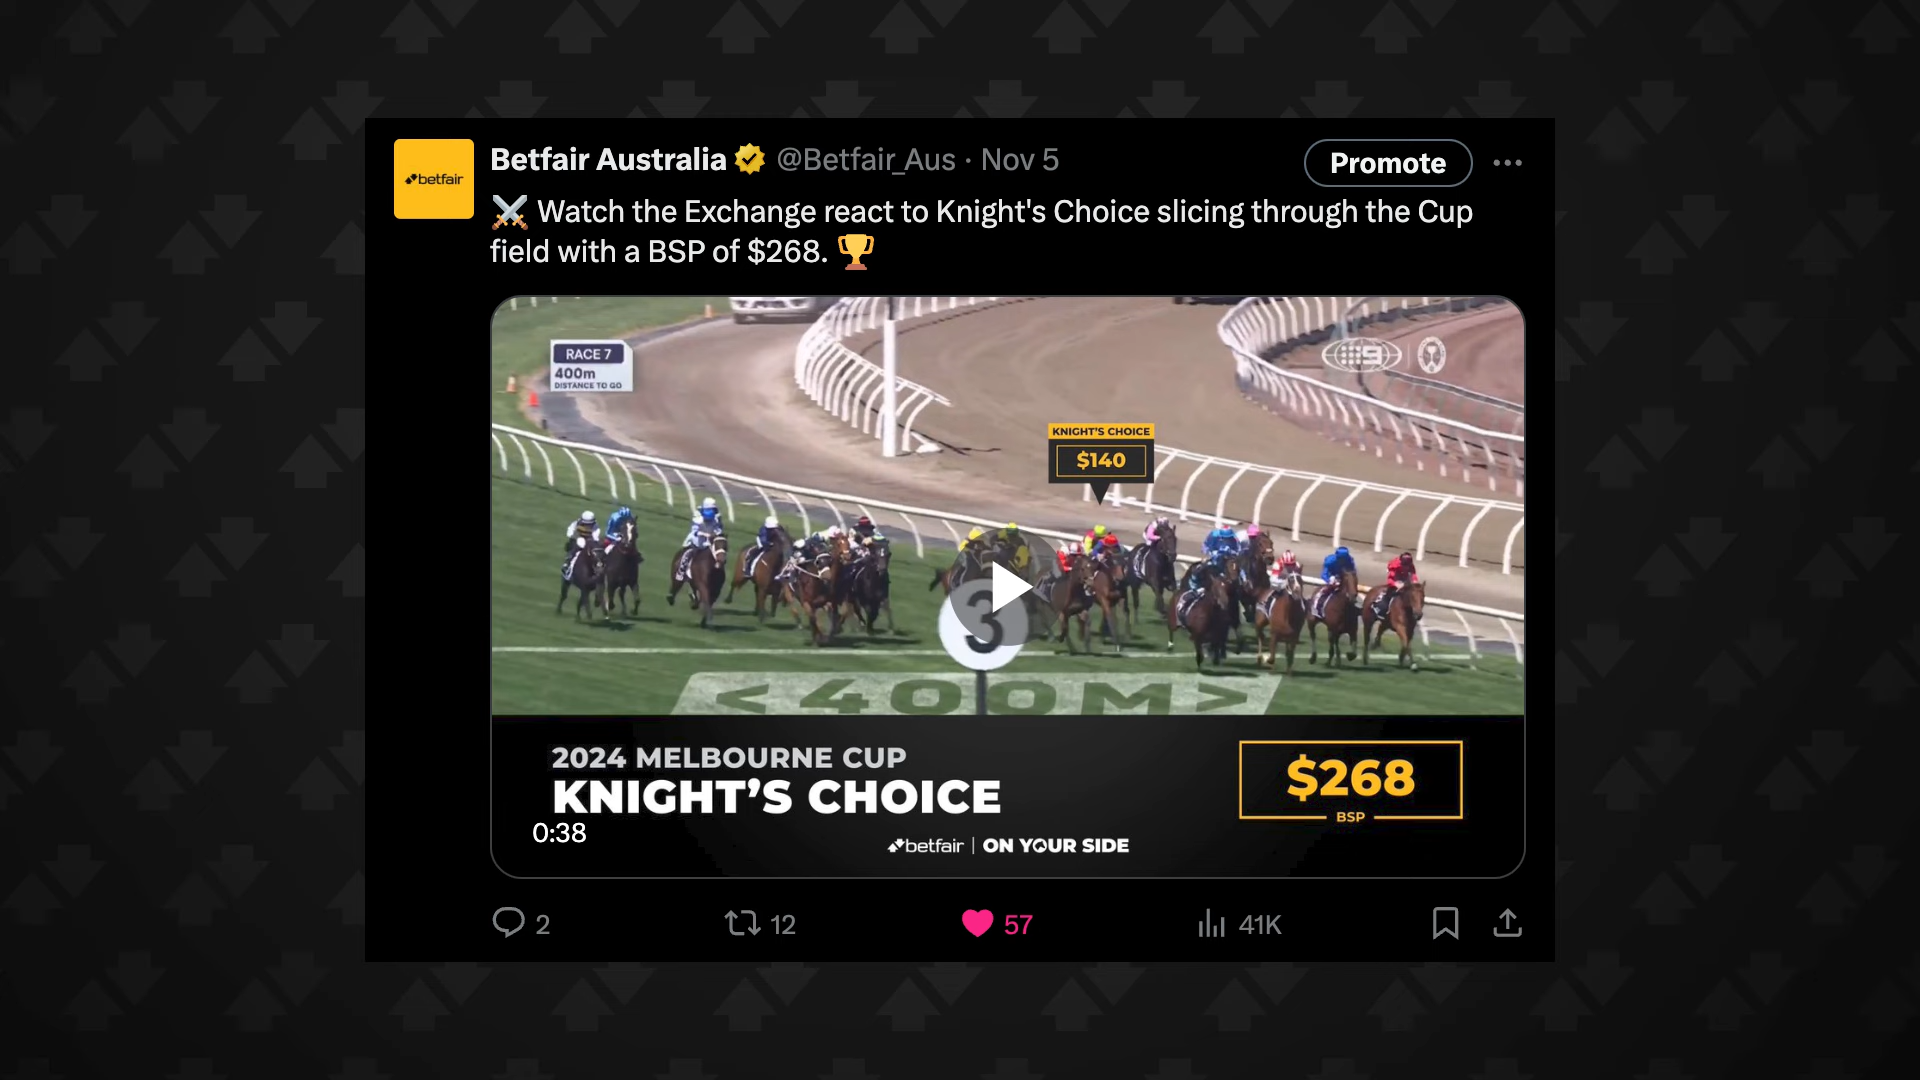 betfair
Betfair Australia @Betfair_Aus · Nov 5
Promote
⚔️ Watch the Exchange react to Knight's Choice slicing through the Cup
field with a BSP of $268. 🏆
RACE 7
400m
DISTANCE TO GO
9
KNIGHT'S CHOICE
$140
3
<400M>
2024 MELBOURNE CUP
KNIGHT'S CHOICE
$268
BSP
0:38
betfair | ON YOUR SIDE
2
12
57
41K